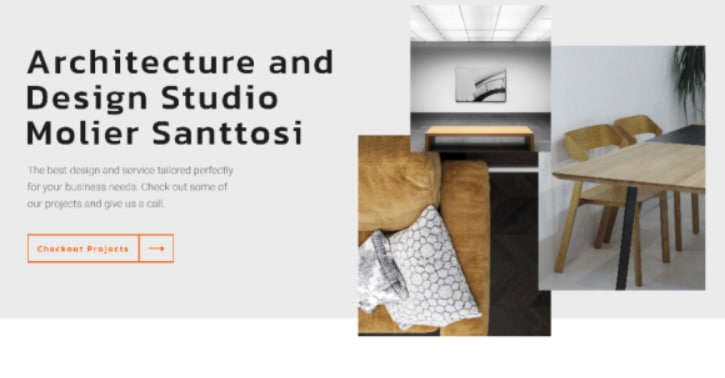 Architecture and
Design Studio
Molier Santtosi
The best design and service tailored perfectly
for your business needs. Check out some of
our projects and give us a call.
Checkout Projects